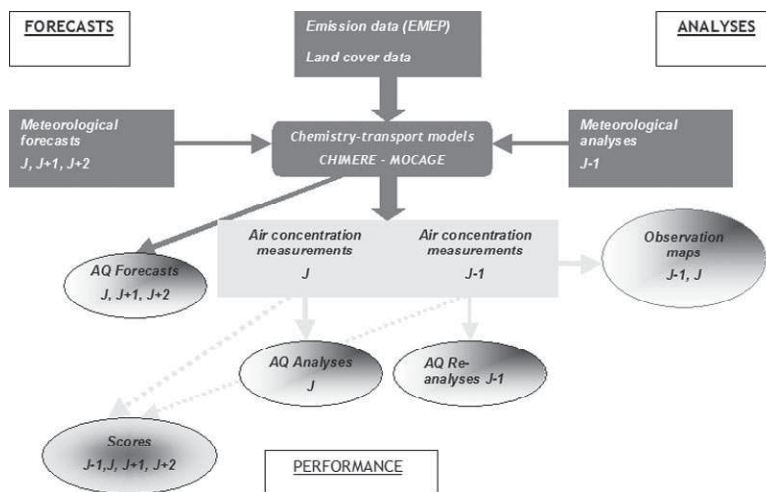 FORECASTS
Emission data (EMEP)
Land cover data
ANALYSES
Meteorological
forecasts
J, J+1, J+2
Chemistry-transport models
CHIMERE - MOCAGE
Meteorological
analyses
J-1
Air concentration
measurements
J
Air concentration
measurements
J-1
Observation
maps
J-1, J
AQ Forecasts
J, J+1, J+2
AQ Analyses
J
AQ Re-
analyses J-1
Scores
J-1,J, J+1, J+2
PERFORMANCE